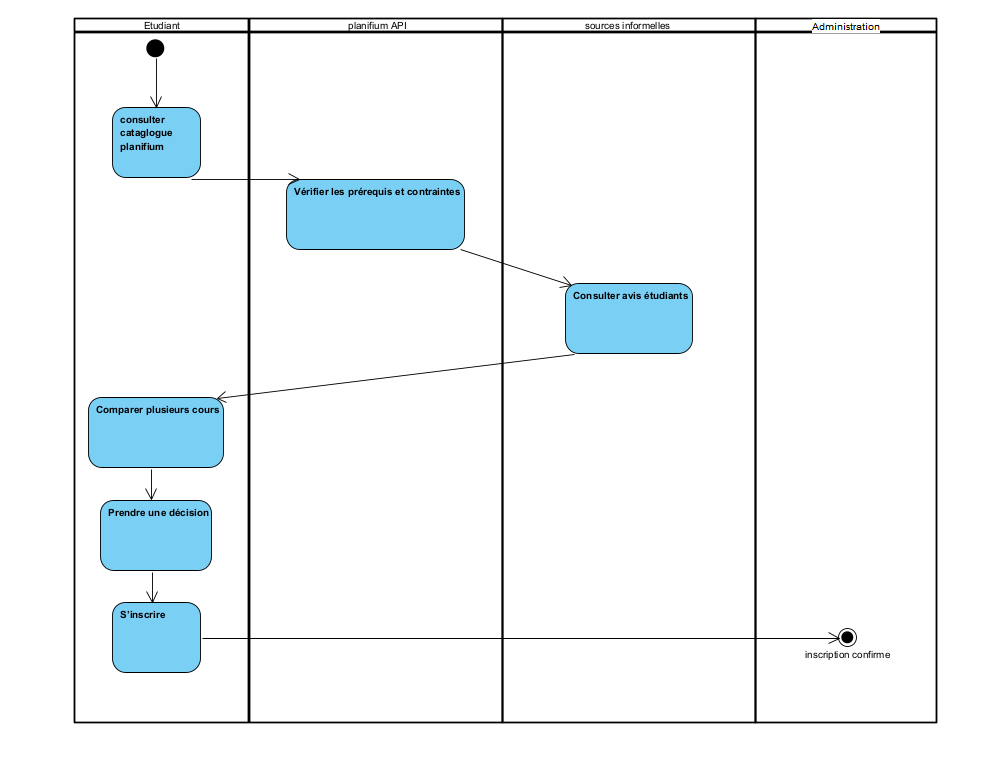 Etudiant
planifium API
sources informelles
Administration
consulter
cataglogue
planifium
Vérifier les prérequis et contraintes
Consulter avis étudiants
Comparer plusieurs cours
Prendre une décision
S'inscrire
inscription confirme